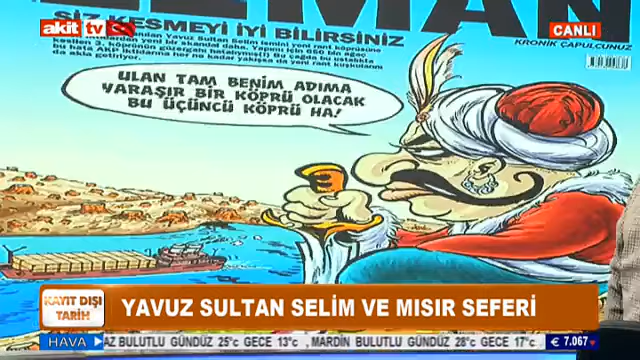 LEMAN
SİZ KESMEYİ İYİ BİLİRSİNİZ
akit tv
CANLI
KRONİK ÇAPULCUNUZ
ULAN TAM BENİM ADIMA
YARAŞIR BİR KÖPRÜ OLACAK
BU ÜÇÜNCÜ KÖPRÜ HA!
KAYIT DIŞI
TARİH
YAVUZ SULTAN SELİM VE MISIR SEFERİ
HAVA
AZ BULUTLU GÜNDÜZ 25°C GECE 13°C
MARDİN BULUTLU GÜNDÜZ 28°C GECE 17°C
€ 7.067